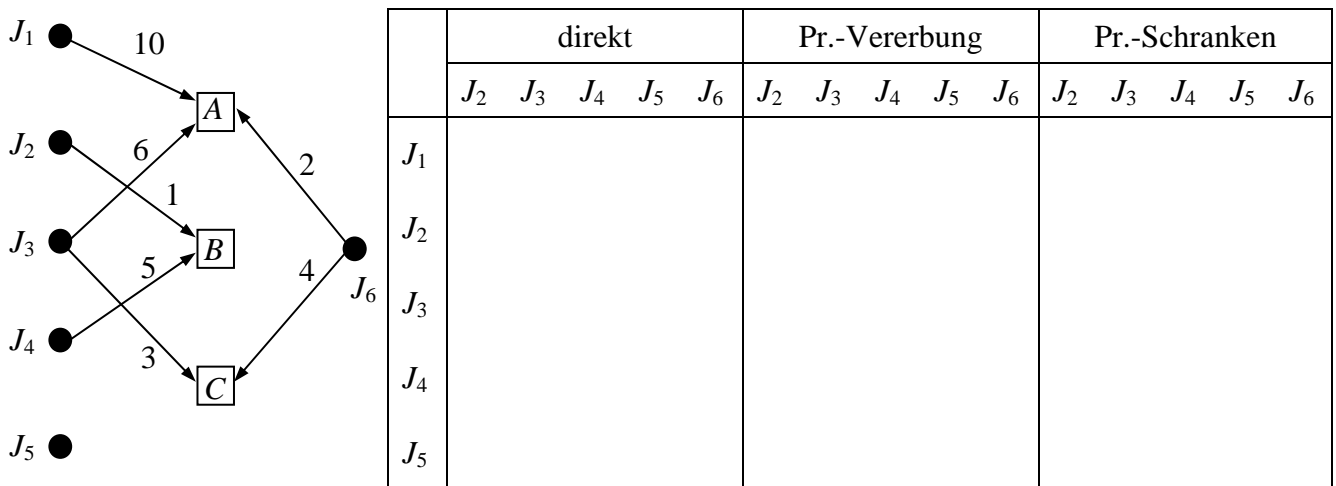 J1
10
A
J2
6
2
1
J3
B
5
4
J6
J4
3
C
J5
direkt Pr.-Vererbung Pr.-Schranken
J2 J3 J4 J5 J6 J2 J3 J4 J5 J6 J2 J3 J4 J5 J6
J1
J2
J3
J4
J5